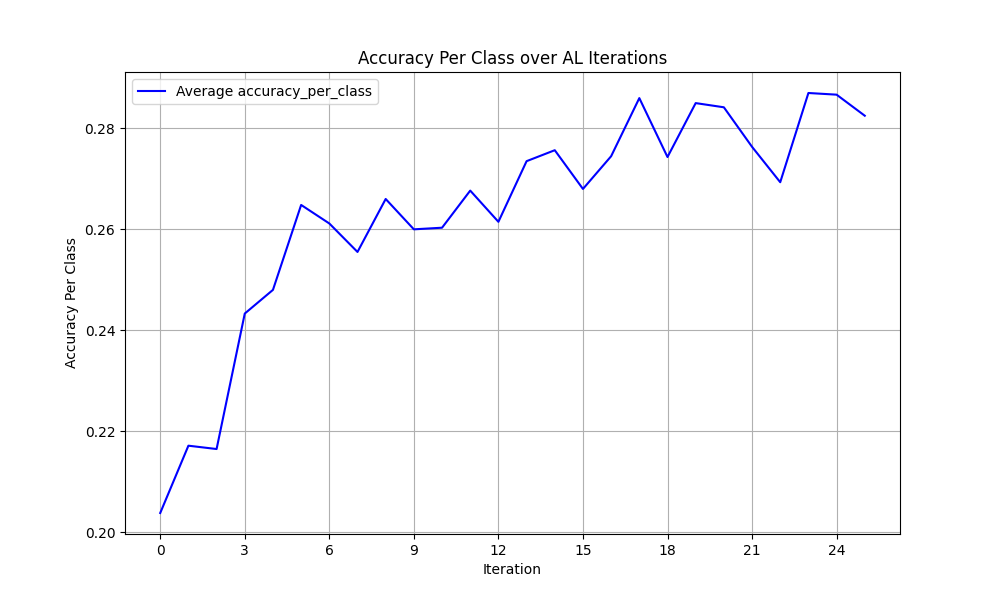 Accuracy Per Class over AL Iterations
Average accuracy_per_class
0.28
0.26
0.24
0.22
0.20
Accuracy Per Class
0 3 6 9 12 15 18 21 24
Iteration